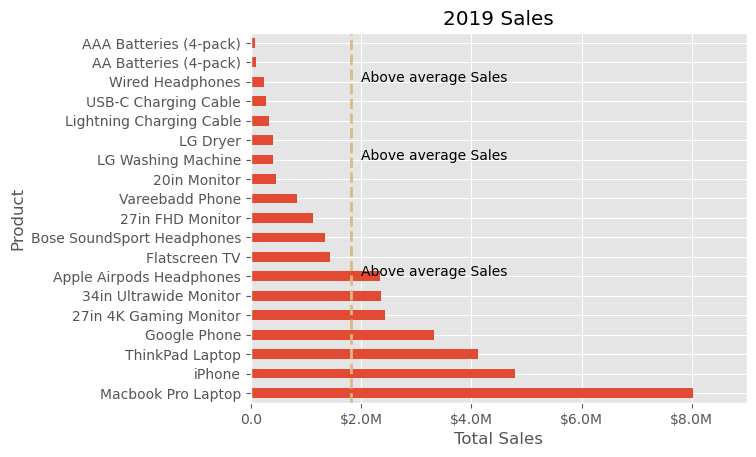 2019 Sales
AAA Batteries (4-pack)
AA Batteries (4-pack)
Wired Headphones
Above average Sales
USB-C Charging Cable
Lightning Charging Cable
LG Dryer
LG Washing Machine
Above average Sales
20in Monitor
Vareebadd Phone
27in FHD Monitor
Bose SoundSport Headphones
Flatscreen TV
Apple Airpods Headphones
Above average Sales
34in Ultrawide Monitor
27in 4K Gaming Monitor
Google Phone
ThinkPad Laptop
iPhone
Macbook Pro Laptop
Product
0.0 $2.0M $4.0M $6.0M $8.0M
Total Sales